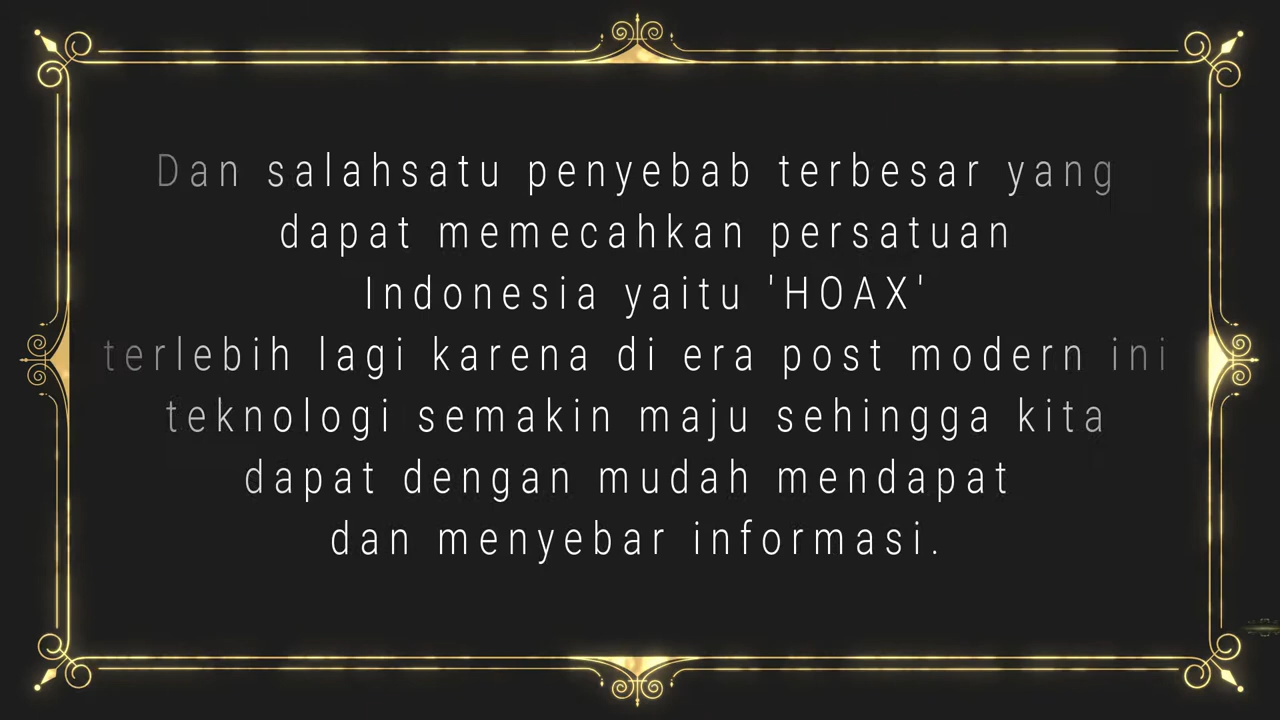 Dan salahsatu penyebab terbesar yang
dapat memecahkan persatuan
Indonesia yaitu 'HOAX'
terlebih lagi karena di era post modern ini
teknologi semakin maju sehingga kita
dapat dengan mudah mendapat
dan menyebar informasi.